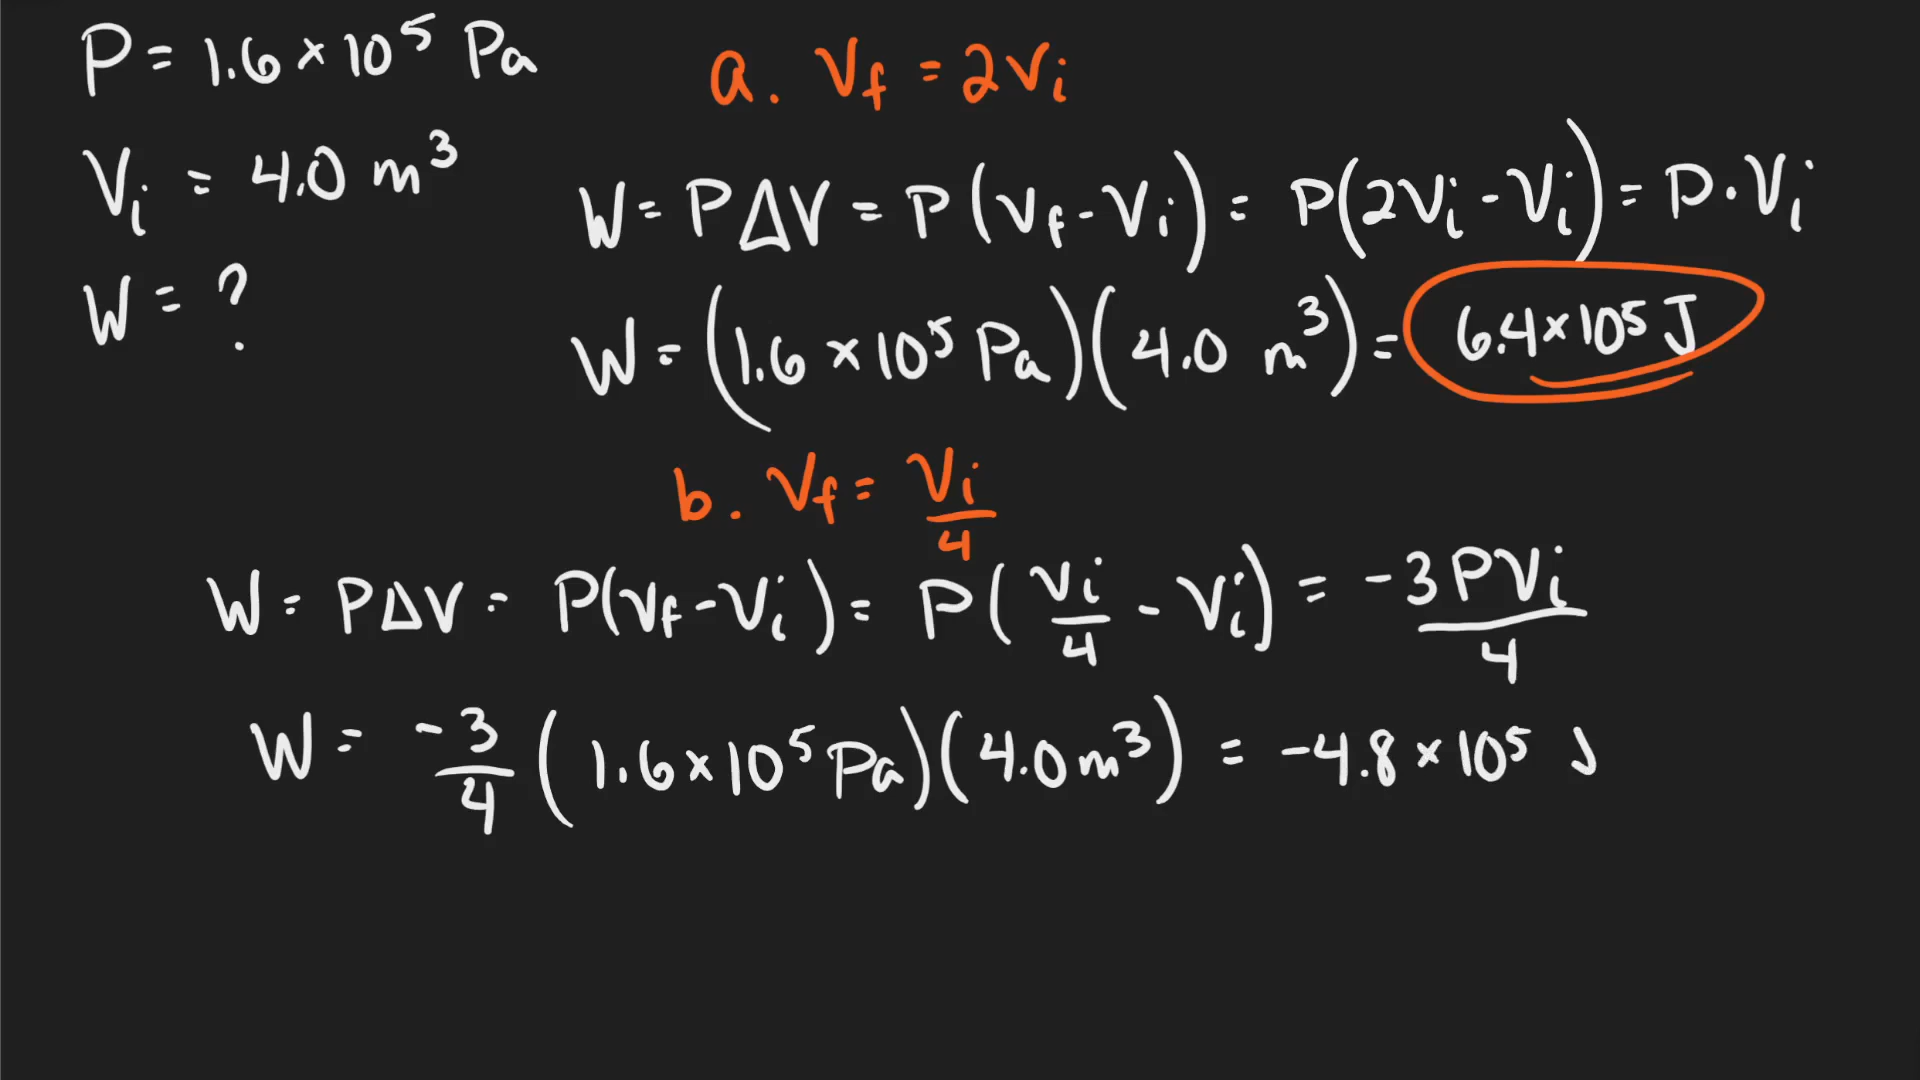 P = 1.6 × 10⁵ Pa
V_i = 4.0 m³
W = ?
a. V_f = 2V_i
W = PΔV = P(V_f - V_i) = P(2V_i - V_i) = P · V_i
W = (1.6 × 10⁵ Pa)(4.0 m³) = 6.4 × 10⁵ J
b. V_f = V_i/4
W = PΔV = P(V_f - V_i) = P(V_i/4 - V_i) = -3PV_i/4
W = -3/4 (1.6 × 10⁵ Pa)(4.0 m³) = -4.8 × 10⁵ J